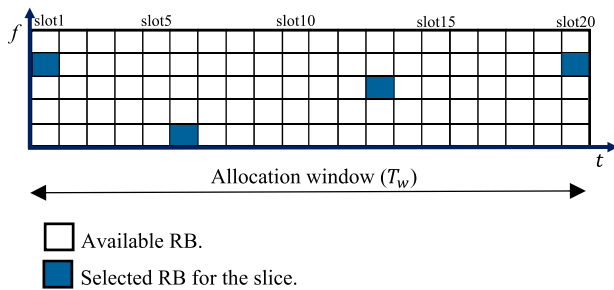 slot1 slot5 slot10 slot15 slot20
f
t
Allocation window (T_w)
Available RB.
Selected RB for the slice.